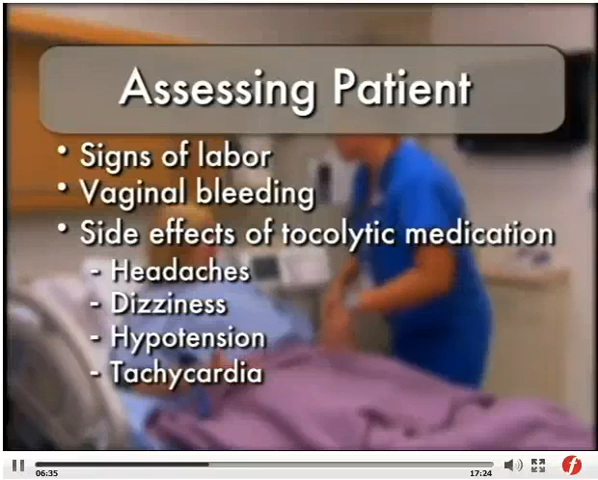 Assessing Patient
• Signs of labor
• Vaginal bleeding
• Side effects of tocolytic medication
- Headaches
- Dizziness
- Hypotension
- Tachycardia
06:35
17:24
f